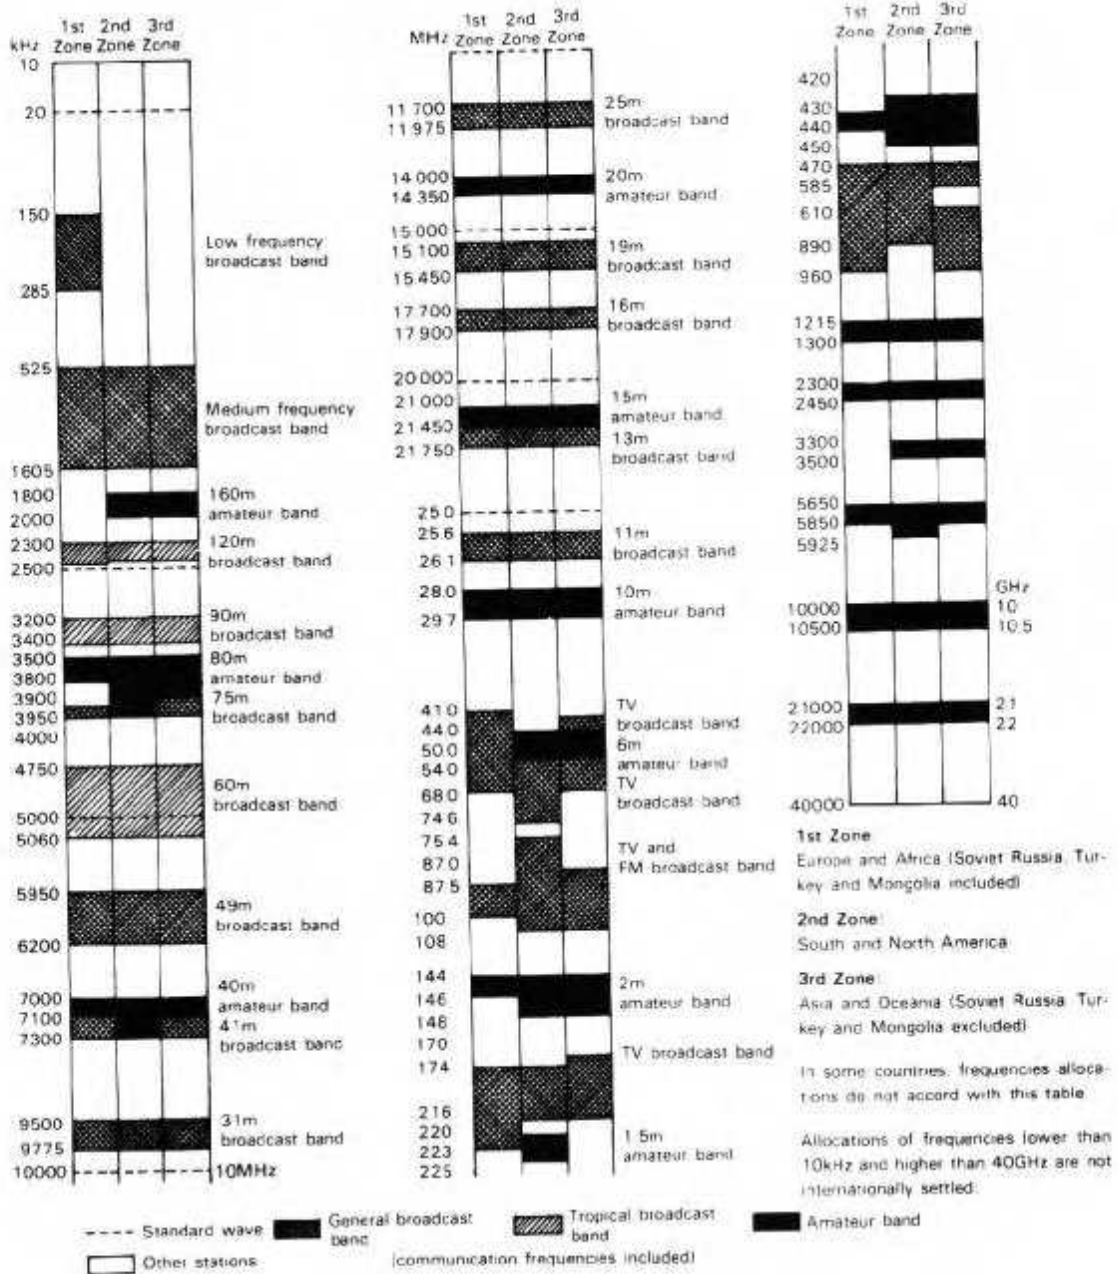 1st 2nd 3rd
kHz Zone Zone Zone
10
20
150
285
Low frequency
broadcast band
525
Medium frequency
broadcast band
1605
1800
2000
160m
amateur band
2300
2500
120m
broadcast band
3200
3400
90m
broadcast band
3500
3800
80m
amateur band
3900
3950
75m
broadcast band
4000
4750
5000
5060
60m
broadcast band
5950
6200
49m
broadcast band
7000
7100
7300
40m
amateur band
41m
broadcast banc
9500
9775
31m
broadcast band
10000
10MHz
1st 2nd 3rd
MHz Zone Zone Zone
11 700
11 975
25m
broadcast band
14 000
14 350
20m
amateur band
15 000
15 100
15 450
19m
broadcast band
17 700
17 900
16m
broadcast band
20 000
21 000
21 450
21 750
15m
amateur band
13m
broadcast band
25 0
25 6
26 1
11m
broadcast band
28 0
29 7
10m
amateur band
41 0
44 0
50 0
54 0
68 0
74 6
TV
broadcast band
6m
amateur band
TV
broadcast band
75 4
87 0
87 5
100
108
TV and
FM broadcast band
144
146
148
2m
amateur band
170
174
216
TV broadcast band
220
223
225
1 5m
amateur band
1st 2nd 3rd
Zone Zone Zone
420
430
440
450
470
585
610
890
960
1215
1300
2300
2450
3300
3500
5650
5850
5925
GHz
10000 10
10500 10 5
21000 21
22000 22
40000 40
1st Zone
Europe and Africa (Soviet Russia, Tur-
key and Mongolia included)
2nd Zone:
South and North America
3rd Zone:
Asia and Oceania (Soviet Russia, Tur-
key and Mongolia excluded)
In some countries, frequencies alloca-
tions do not accord with this table
Allocations of frequencies lower than
10kHz and higher than 40GHz are not
internationally settled.
Standard wave
General broadcast
banc
Tropical broadcast
band
Amateur band
Other stations
(communication frequencies included)